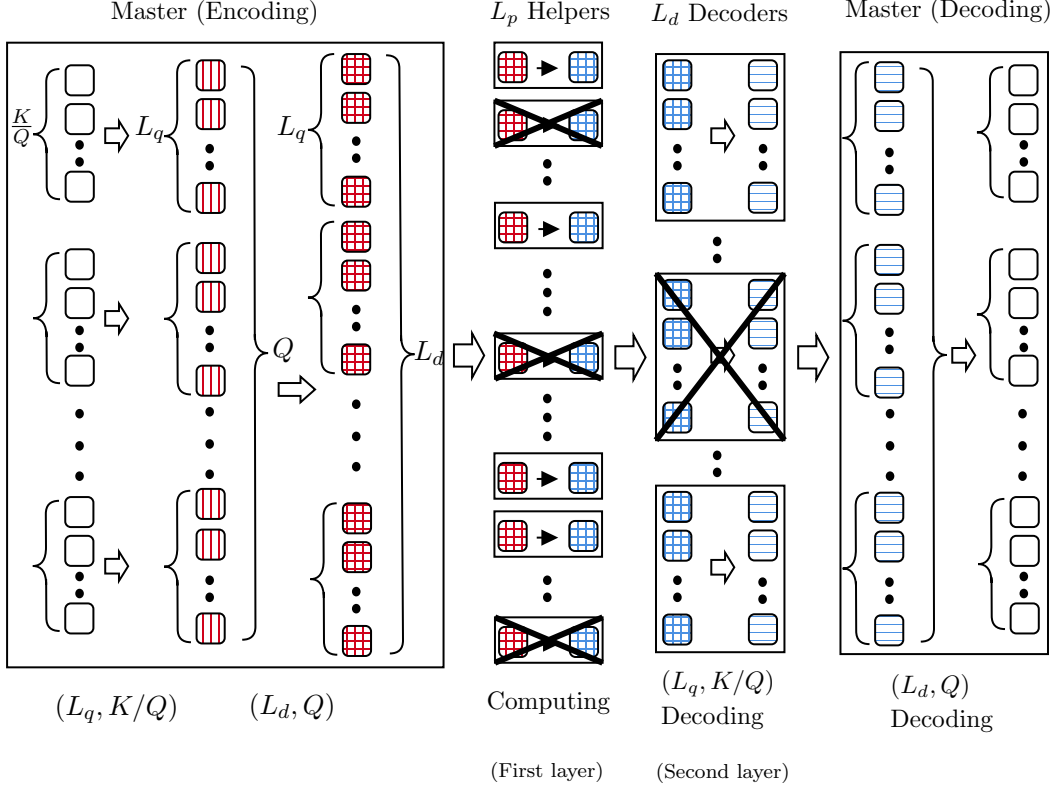 Master (Encoding)
L_p Helpers
L_d Decoders
Master (Decoding)
K/Q
L_q
L_q
Q
L_d
(L_q, K/Q)
(L_d, Q)
Computing
(L_q, K/Q)
Decoding
(L_d, Q)
Decoding
(First layer)
(Second layer)